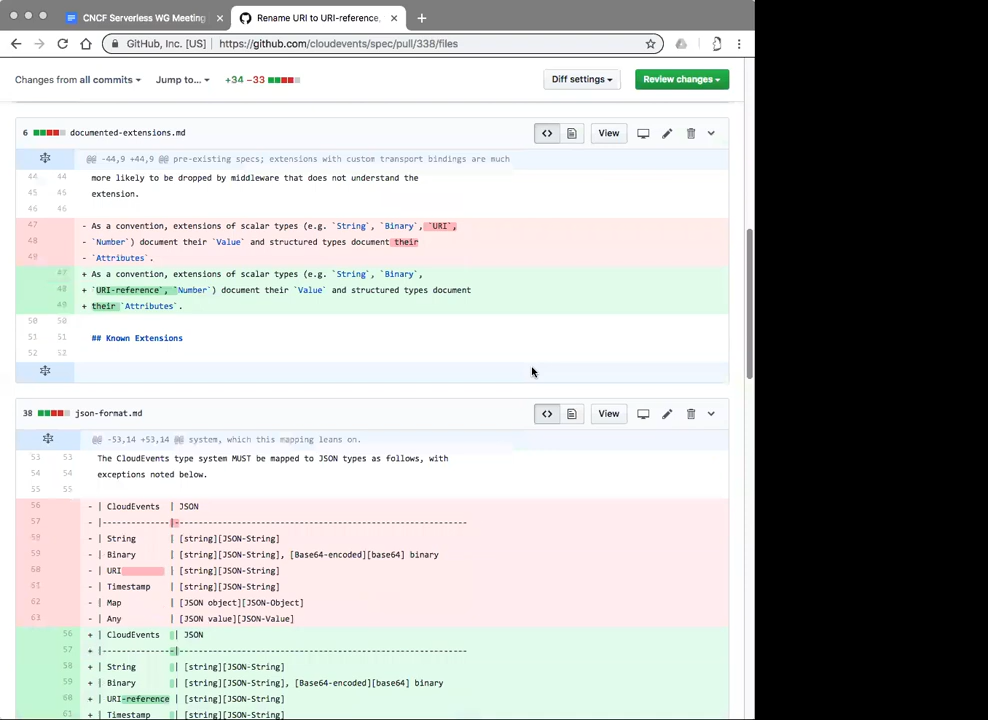 CNCF Serverless WG Meeting
Rename URI to URI-reference,
GitHub, Inc. [US] https://github.com/cloudevents/spec/pull/338/files
Changes from all commits Jump to... +34 −33 Diff settings Review changes
6 documented-extensions.md View
@@ -44,9 +44,9 @@ pre-existing specs; extensions with custom transport bindings are much
44 44 more likely to be dropped by middleware that does not understand the
45 45 extension.
46 46
47 - As a convention, extensions of scalar types (e.g. `String`, `Binary`, `URI`,
48 - `Number`) document their `Value` and structured types document their
49 - `Attributes`.
47 + As a convention, extensions of scalar types (e.g. `String`, `Binary`,
48 + `URI-reference`, `Number`) document their `Value` and structured types document
49 + their `Attributes`.
50 50
51 51 ## Known Extensions
52 52
38 json-format.md View
@@ -53,14 +53,14 @@ system, which this mapping leans on.
53 53 The CloudEvents type system MUST be mapped to JSON types as follows, with
54 54 exceptions noted below.
55 55
56 - | CloudEvents | JSON
57 - |--------------|-------------------------------------------------------
58 - | String | [string][JSON-String]
59 - | Binary | [string][JSON-String], [Base64-encoded][base64] binary
60 - | URI | [string][JSON-String]
61 - | Timestamp | [string][JSON-String]
62 - | Map | [JSON object][JSON-Object]
63 - | Any | [JSON value][JSON-Value]
56 + | CloudEvents | JSON
57 + |---------------|-------------------------------------------------------
58 + | String | [string][JSON-String]
59 + | Binary | [string][JSON-String], [Base64-encoded][base64] binary
60 + | URI-reference | [string][JSON-String]
61 + | Timestamp | [string][JSON-String]